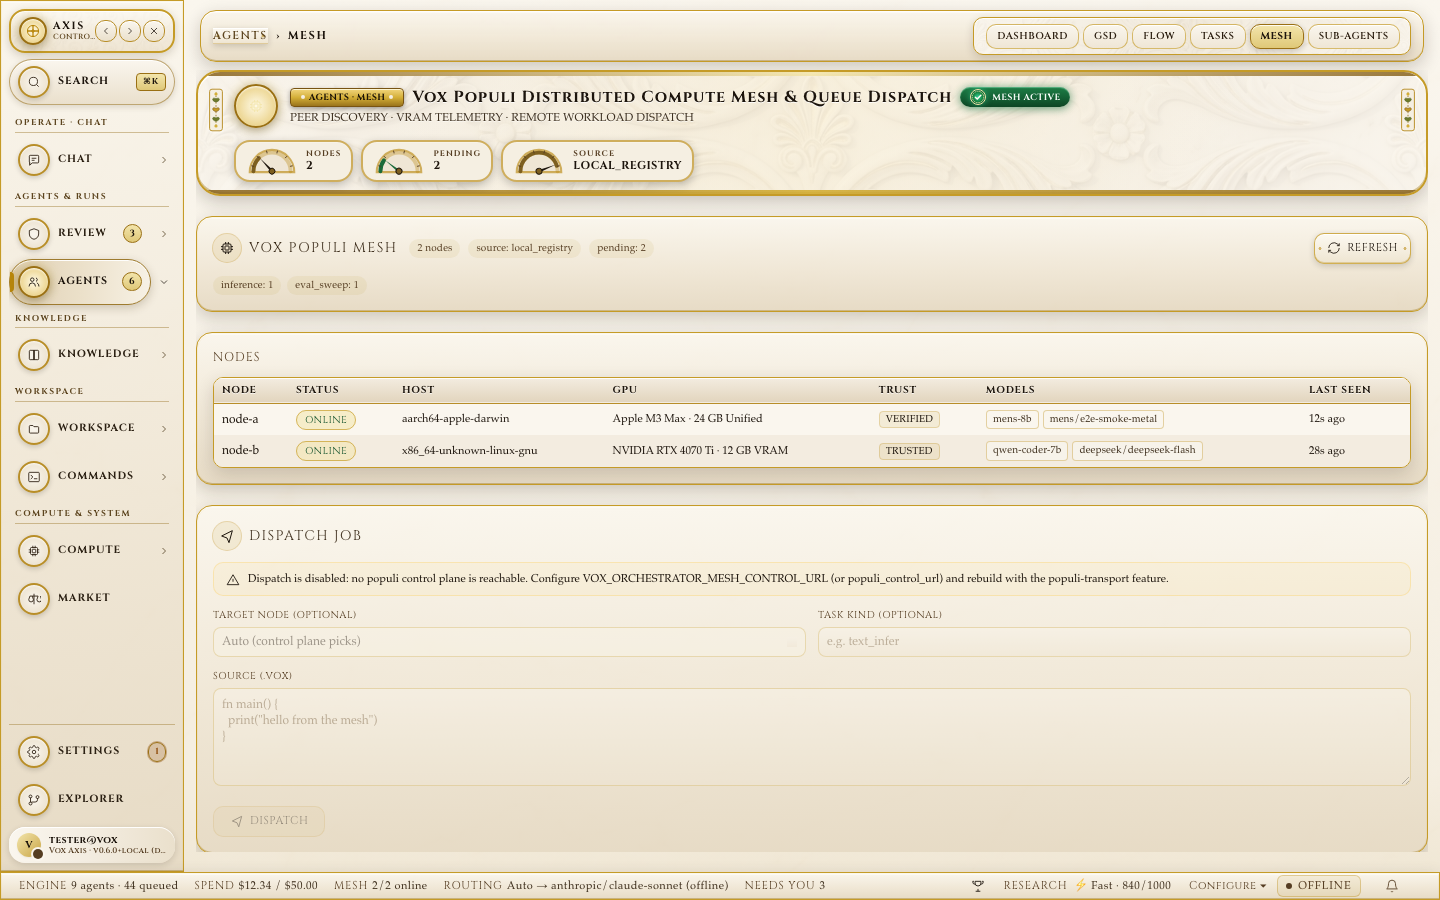 AXIS
CONTRO...
SEARCH
⌘K
OPERATE · CHAT
CHAT
AGENTS & RUNS
REVIEW 3
AGENTS 6
KNOWLEDGE
KNOWLEDGE
WORKSPACE
WORKSPACE
COMMANDS
COMPUTE & SYSTEM
COMPUTE
MARKET
SETTINGS 1
EXPLORER
V
TESTER@VOX
VOX AXIS · V0.6.0+LOCAL (D...
AGENTS › MESH
DASHBOARD GSD FLOW TASKS MESH SUB-AGENTS
AGENTS · MESH
VOX POPULI DISTRIBUTED COMPUTE MESH & QUEUE DISPATCH
MESH ACTIVE
PEER DISCOVERY · VRAM TELEMETRY · REMOTE WORKLOAD DISPATCH
NODES
2
PENDING
2
SOURCE
LOCAL_REGISTRY
VOX POPULI MESH 2 nodes source: local_registry pending: 2
REFRESH
inference: 1 eval_sweep: 1
NODES
NODE STATUS HOST GPU TRUST MODELS LAST SEEN
node-a ONLINE aarch64-apple-darwin Apple M3 Max · 24 GB Unified VERIFIED mens-8b mens/e2e-smoke-metal 12s ago
node-b ONLINE x86_64-unknown-linux-gnu NVIDIA RTX 4070 Ti · 12 GB VRAM TRUSTED qwen-coder-7b deepseek/deepseek-flash 28s ago
DISPATCH JOB
Dispatch is disabled: no populi control plane is reachable. Configure VOX_ORCHESTRATOR_MESH_CONTROL_URL (or populi_control_url) and rebuild with the populi-transport feature.
TARGET NODE (OPTIONAL)
Auto (control plane picks)
TASK KIND (OPTIONAL)
e.g. text_infer
SOURCE (.VOX)
fn main() {
print("hello from the mesh")
}
DISPATCH
ENGINE 9 agents · 44 queued SPEND $12.34 / $50.00 MESH 2/2 online ROUTING Auto → anthropic/claude-sonnet (offline) NEEDS YOU 3 RESEARCH ⚡ Fast · 840/1000 CONFIGURE ▾ ● OFFLINE